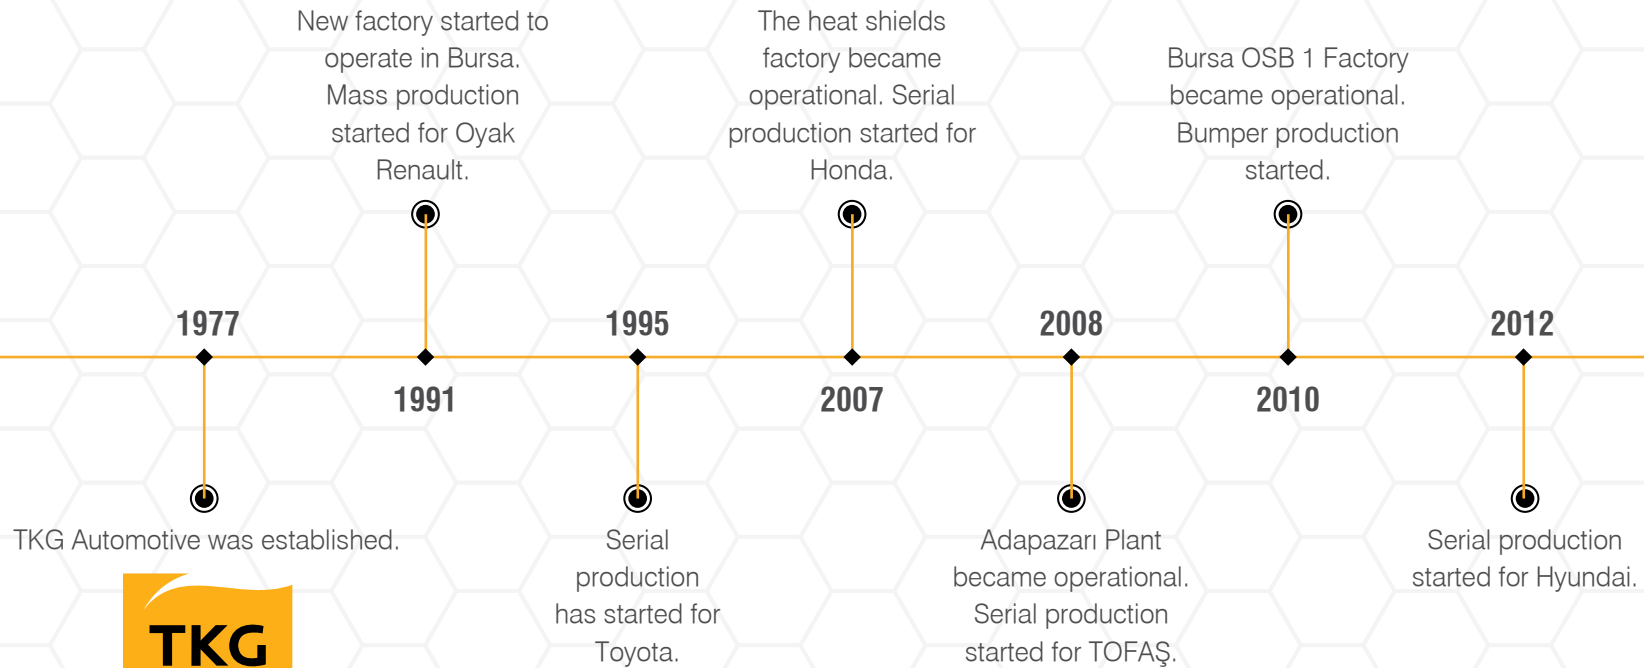 New factory started to
operate in Bursa.
Mass production
started for Oyak
Renault.
The heat shields
factory became
operational. Serial
production started for
Honda.
Bursa OSB 1 Factory
became operational.
Bumper production
started.
1977
1995
2008
2012
1991
2007
2010
TKG Automotive was established.
TKG
Serial
production
has started for
Toyota.
Adapazarı Plant
became operational.
Serial production
started for TOFAŞ.
Serial production
started for Hyundai.